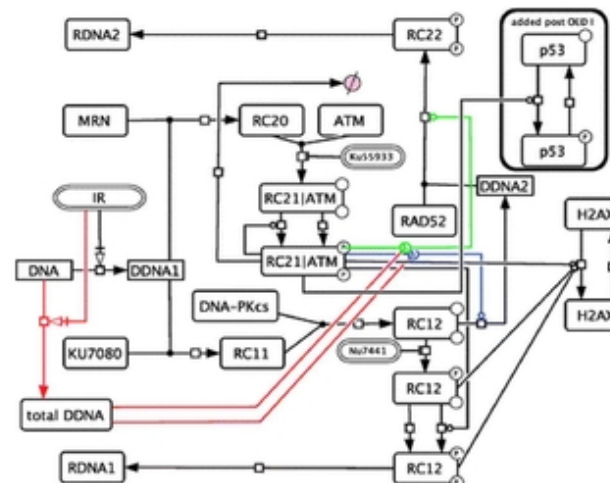 added post OLD I
RDNA2
RC22
P
P
p53
P
p53
MRN
RC20
ATM
Ku55933
IR
RC21|ATM
DDNA2
RAD52
H2AX
RC21|ATM
P
P
DNA
DDNA1
DNA-PKcs
RC12
P
H2AX
KU7080
RC11
Nu7441
RC12
P
total DDNA
RDNA1
RC12
P
P